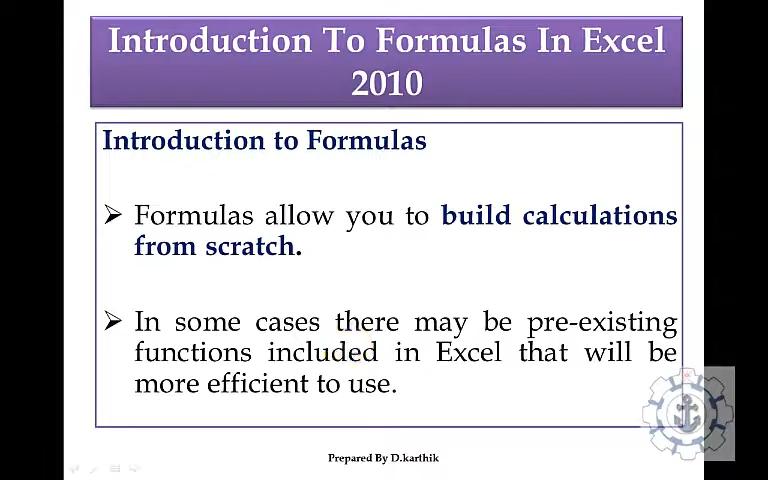 Introduction To Formulas In Excel
2010
Introduction to Formulas
➢ Formulas allow you to build calculations
from scratch.
➢ In some cases there may be pre-existing
functions included in Excel that will be
more efficient to use.
Prepared By D.karthik